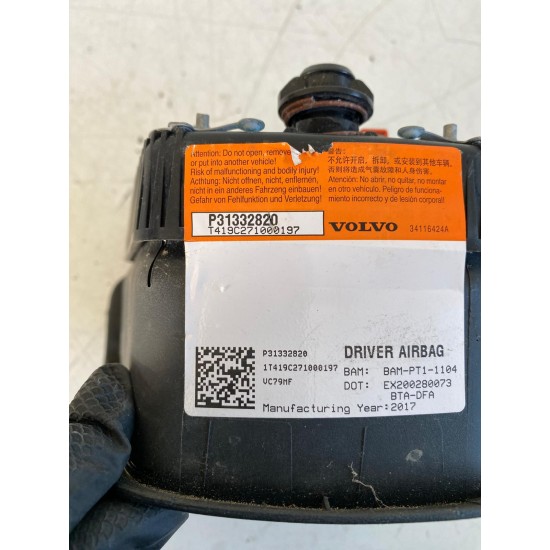 Attention: Do not open, remove
or put into another vehicle!
Risk of malfunctioning and bodily injury!
Achtung: Nicht öffnen, nicht entfernen,
nicht in ein anderes Fahrzeug einbauen!
Gefahr von Fehlfunktion und Verletzung!
警告:
不允许开启，拆卸，或安装到其他车辆，
否则将造成气囊故障和人身伤害。
Atención: No abrir, no quitar, no montar
en otro vehículo. Peligro de funciona-
miento incorrecto y de lesión corporal!
P31332820
T419C271000197
VOLVO
34116424A
P31332820
1T419C271000197
VC79MF
DRIVER AIRBAG
BAM: BAM-PT1-1104
DOT: EX200280073
BTA-DFA
Manufacturing Year:2017